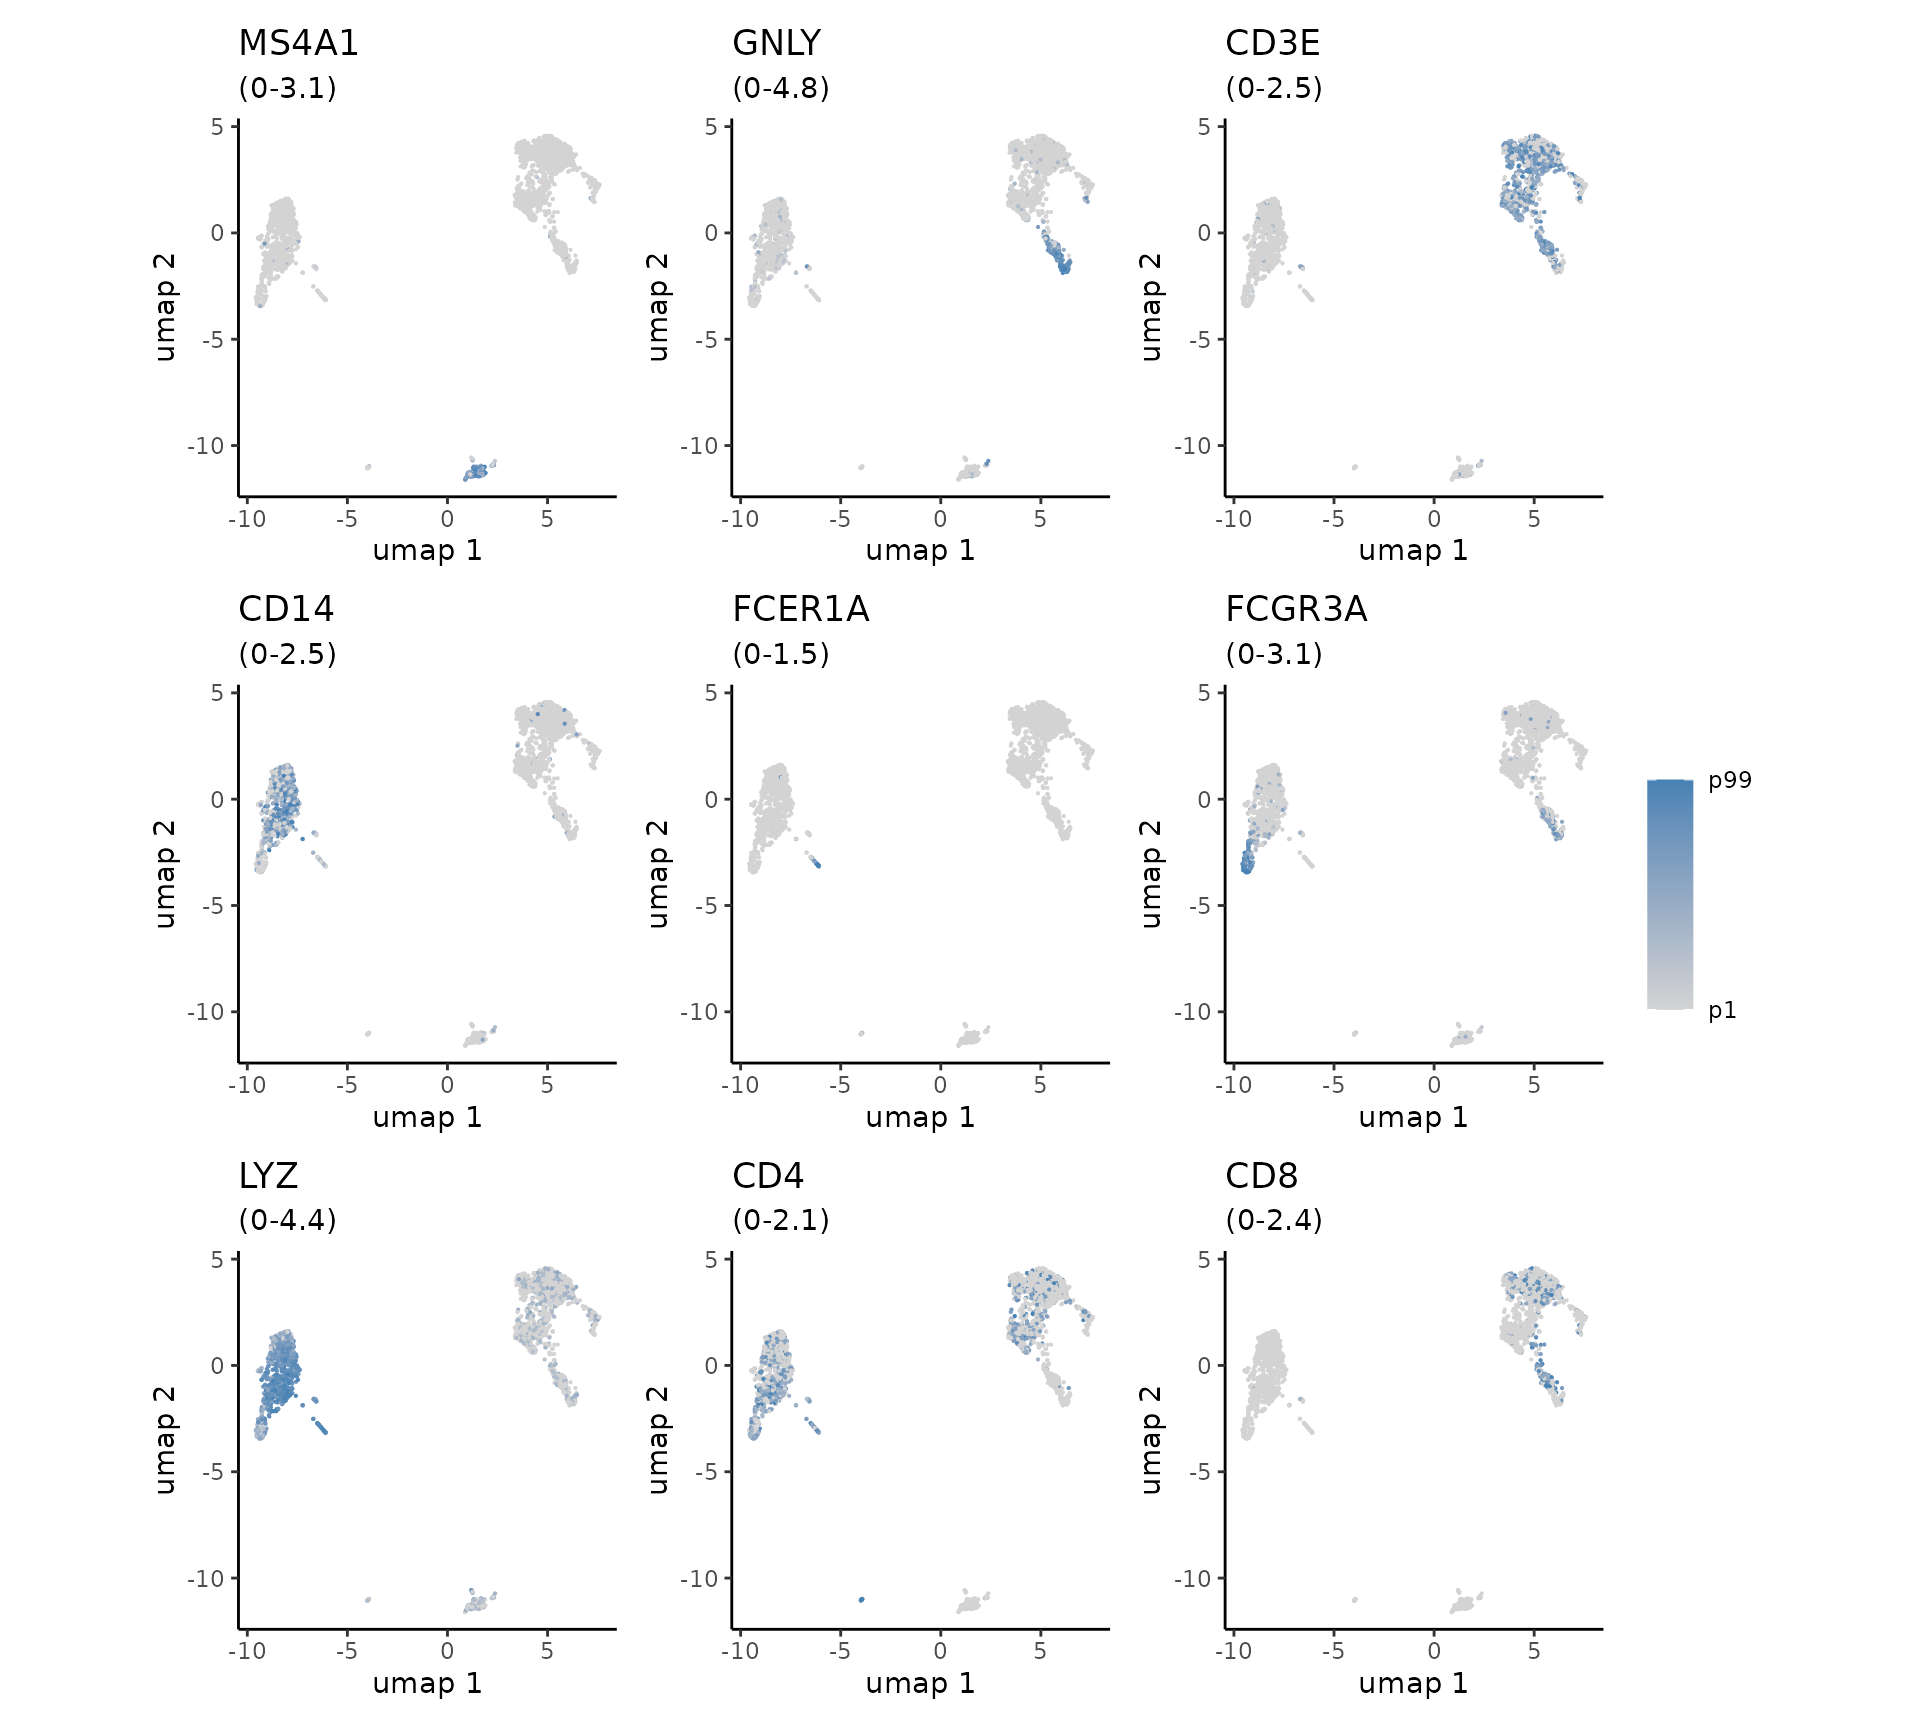 MS4A1 GNLY CD3E
(0-3.1) (0-4.8) (0-2.5)
5 5 5
0 0 0
umap 2 umap 2 umap 2
-5 -5 -5
-10 -10 -10
-10 -5 0 5 -10 -5 0 5 -10 -5 0 5
umap 1 umap 1 umap 1
CD14 FCER1A FCGR3A
(0-2.5) (0-1.5) (0-3.1)
5 5 5
p99
0 0 0
umap 2 umap 2 umap 2
-5 -5 -5
-10 -10 -10 p1
-10 -5 0 5 -10 -5 0 5 -10 -5 0 5
umap 1 umap 1 umap 1
LYZ CD4 CD8
(0-4.4) (0-2.1) (0-2.4)
5 5 5
0 0 0
umap 2 umap 2 umap 2
-5 -5 -5
-10 -10 -10
-10 -5 0 5 -10 -5 0 5 -10 -5 0 5
umap 1 umap 1 umap 1